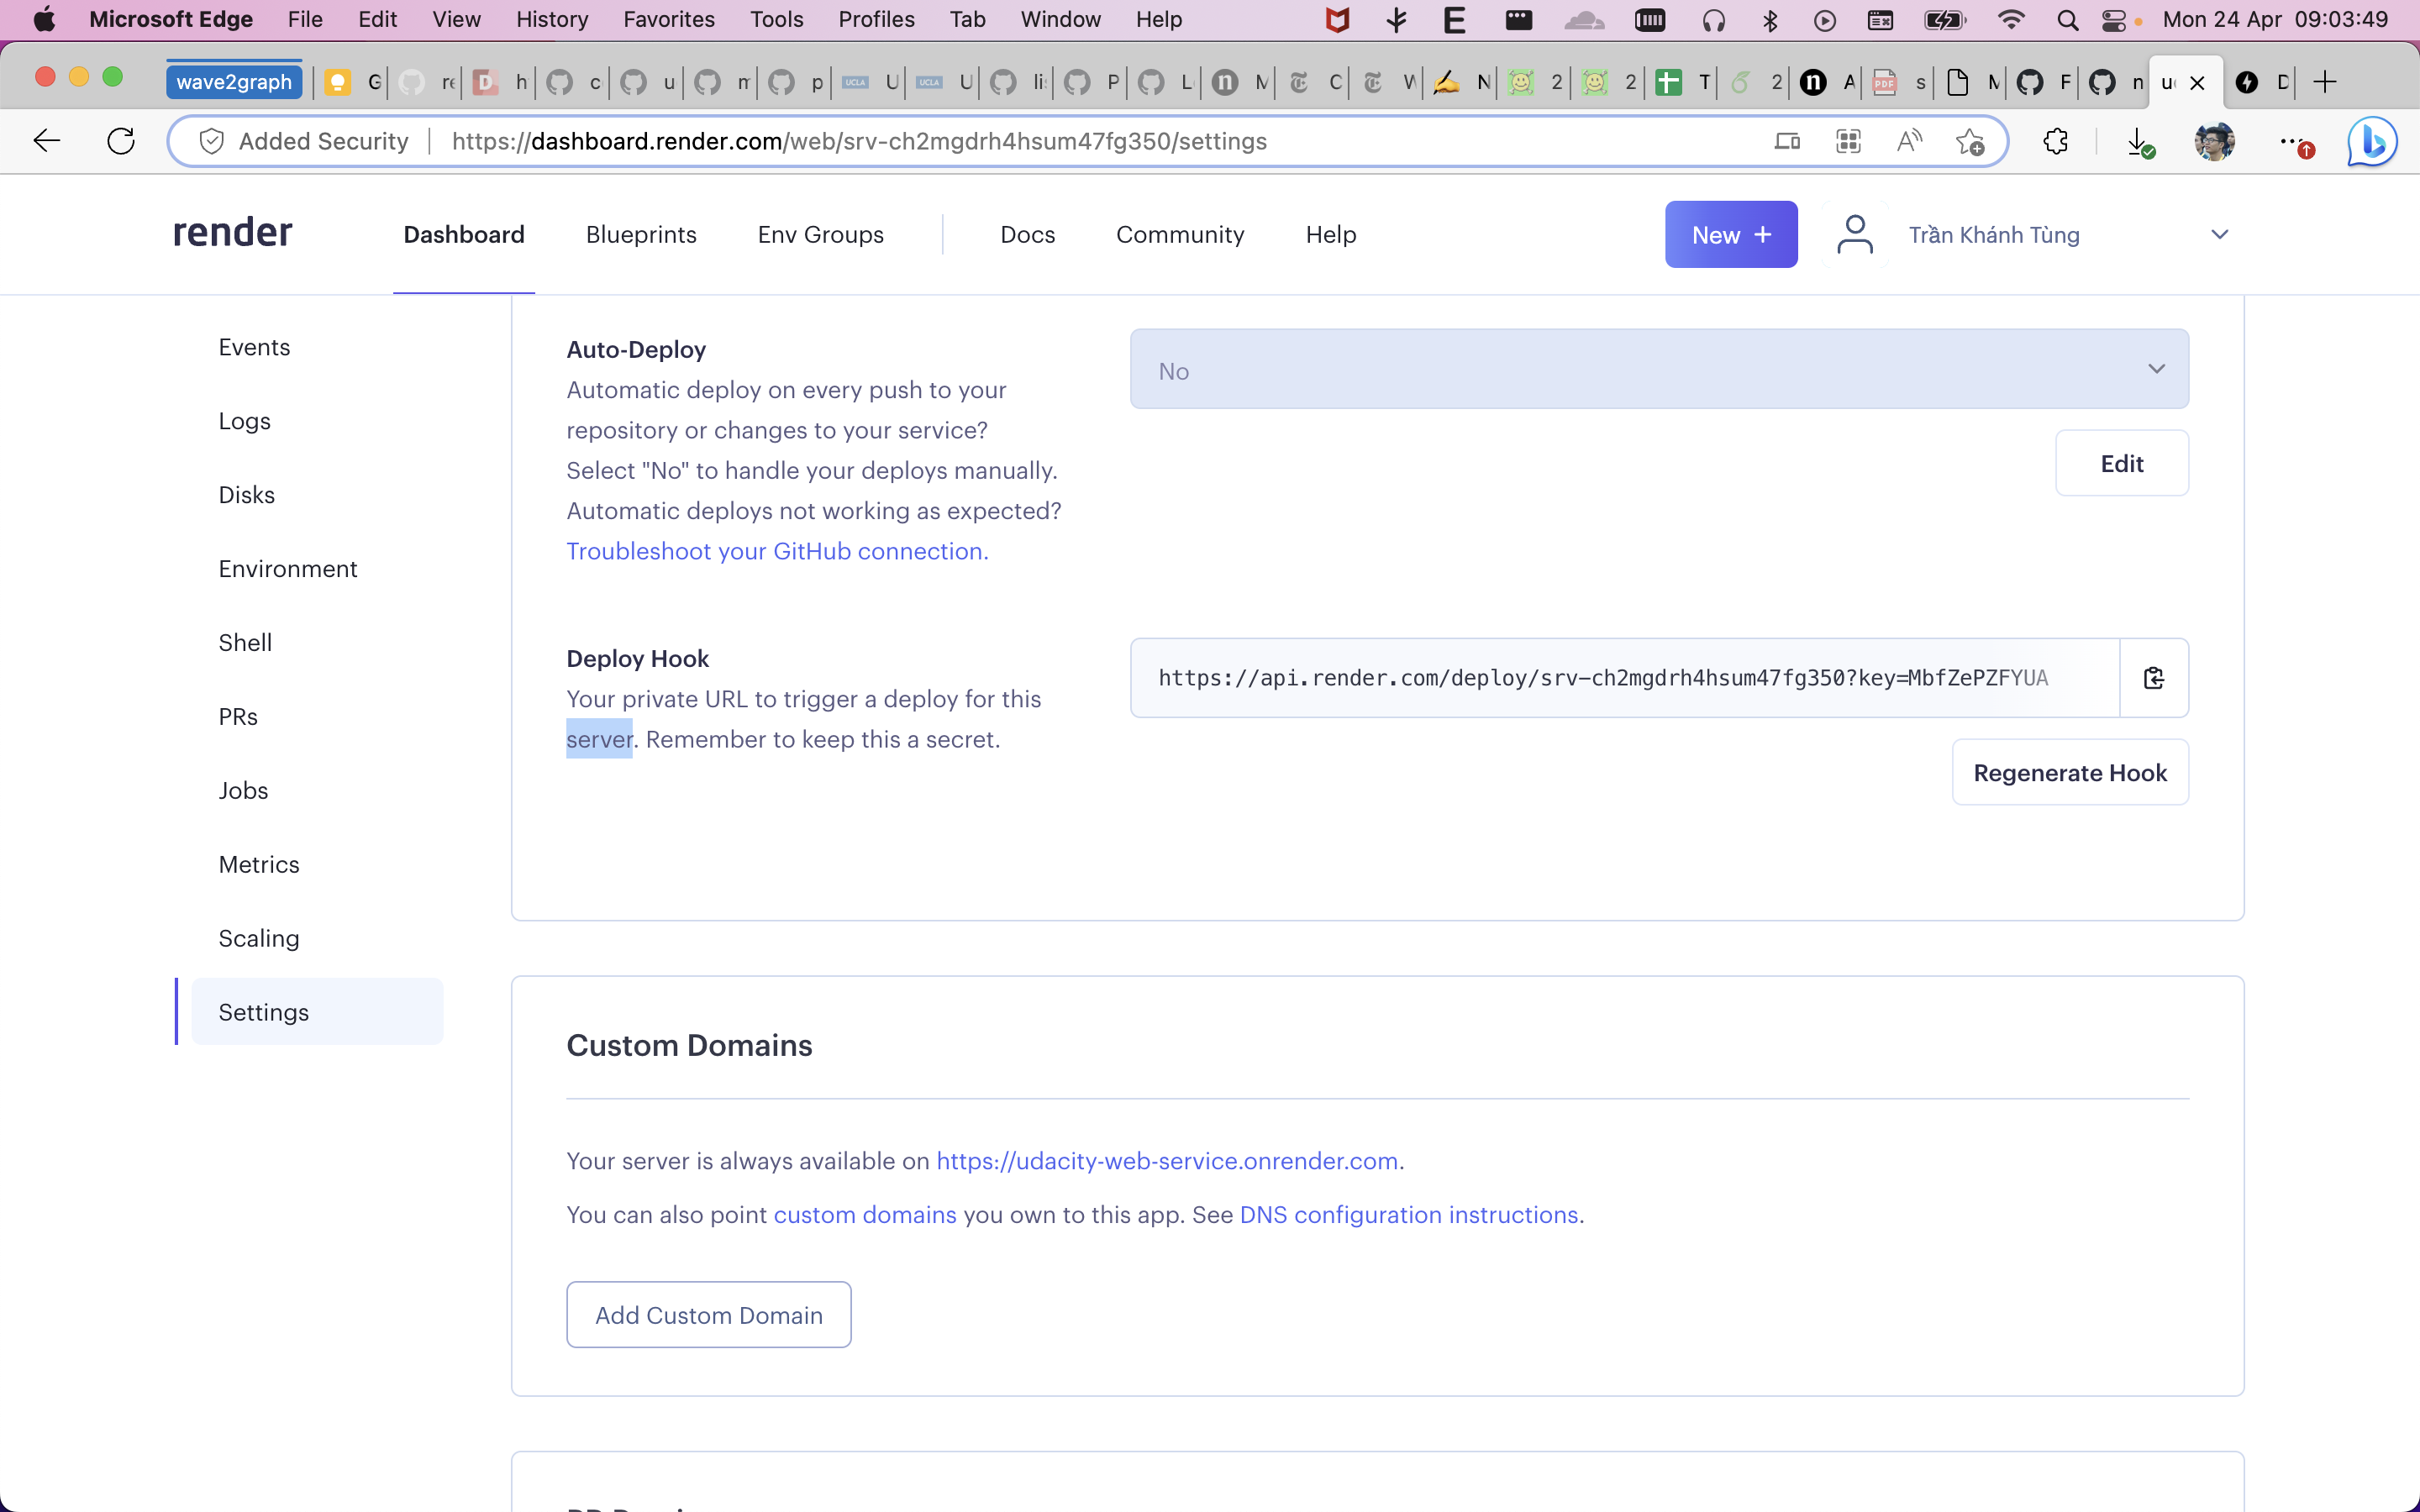 Microsoft Edge File Edit View History Favorites Tools Profiles Tab Window Help Mon 24 Apr 09:03:49
wave2graph G re h c u m p UCLA U UCLA U li P L M C W N 2 2 T 2 A PDF s M F n u D
Added Security https://dashboard.render.com/web/srv-ch2mgdrh4hsum47fg350/settings
render Dashboard Blueprints Env Groups Docs Community Help New + Trần Khánh Tùng
Events
Logs
Disks
Environment
Shell
PRs
Jobs
Metrics
Scaling
Settings
Auto-Deploy
Automatic deploy on every push to your
repository or changes to your service?
Select "No" to handle your deploys manually.
Automatic deploys not working as expected?
Troubleshoot your GitHub connection.
No
Edit
Deploy Hook
Your private URL to trigger a deploy for this
server. Remember to keep this a secret.
https://api.render.com/deploy/srv-ch2mgdrh4hsum47fg350?key=MbfZePZFYUA
Regenerate Hook
Custom Domains
Your server is always available on https://udacity-web-service.onrender.com.
You can also point custom domains you own to this app. See DNS configuration instructions.
Add Custom Domain